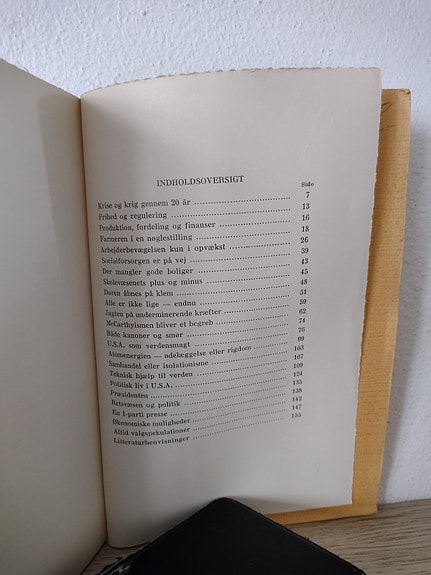 INDHOLDSOVERSIGT
Side
Krise og krig gennem 20 år 7
Frihed og regulering 13
Produktion, fordeling og finanser 16
Farmeren i en nøglestilling 18
Arbejderbevægelsen kun i opvækst 26
Socialforsorgen er på vej 39
Der mangler gode boliger 43
Skolevæsenets plus og minus 45
Døren åbnes på klem 48
Alle er ikke lige — endnu 51
Jagten på underminerende kræfter 59
McCarthyismen bliver et begreb 62
Både kanoner og smør 74
U.S.A. som verdensmagt 76
Atomenergien — ødelæggelse eller rigdom 99
Samhandel eller isolationisme 103
Teknisk hjælp til verden 107
Politisk liv i U.S.A. 109
Præsidenten 124
Retsvæsen og politik 135
En 1-parti presse 138
Økonomiske muligheder 142
Altid valgspekulationer 147
Litteraturhenvisninger 155